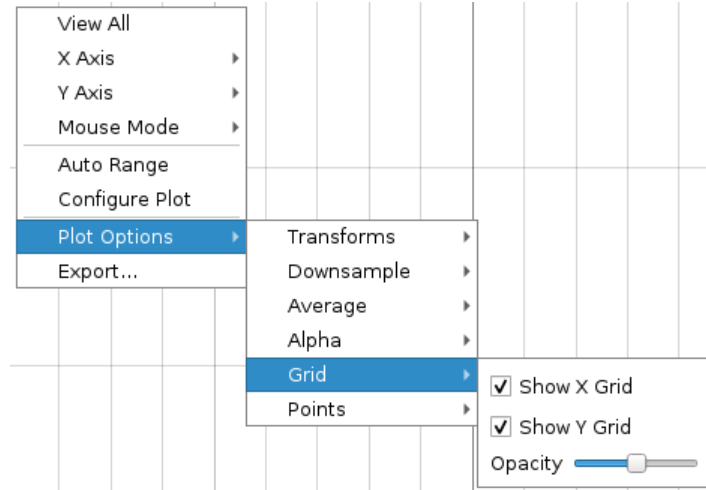 View All
X Axis
Y Axis
Mouse Mode
Auto Range
Configure Plot
Plot Options
Export...
Transforms
Downsample
Average
Alpha
Grid
Points
Show X Grid
Show Y Grid
Opacity